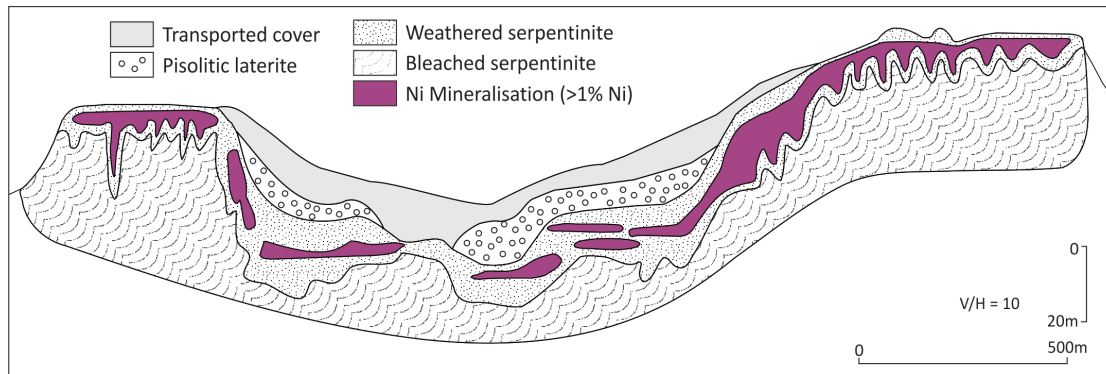 Transported cover
Pisolitic laterite
Weathered serpentinite
Bleached serpentinite
Ni Mineralisation (>1% Ni)
0
V/H = 10
20m
0
500m